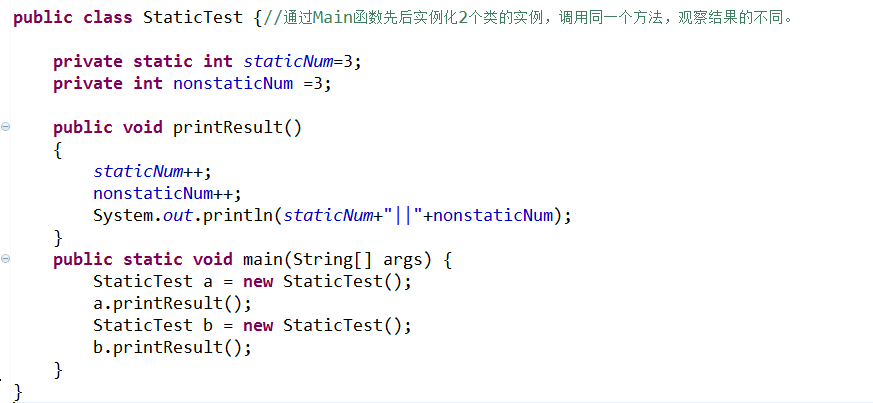 public class StaticTest {//通过Main函数先后实例化2个类的实例，调用同一个方法，观察结果的不同。
private static int staticNum=3;
private int nonstaticNum =3;
public void printResult()
{
staticNum++;
nonstaticNum++;
System.out.println(staticNum+"||"+nonstaticNum);
}
public static void main(String[] args) {
StaticTest a = new StaticTest();
a.printResult();
StaticTest b = new StaticTest();
b.printResult();
}
}